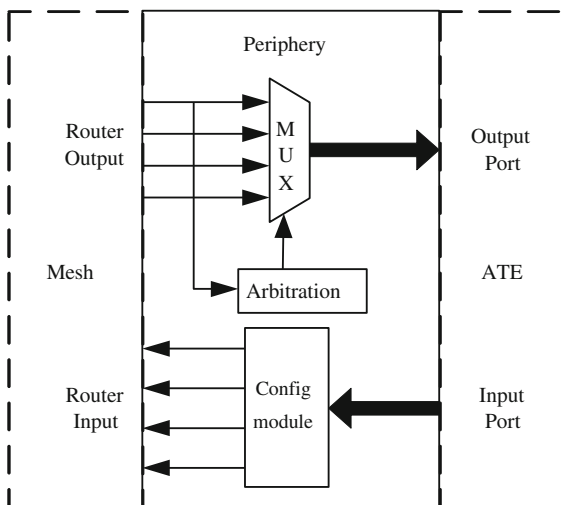 Periphery
Router
Output
M
U
X
Output
Port
Mesh
Arbitration
ATE
Router
Input
Config
module
Input
Port